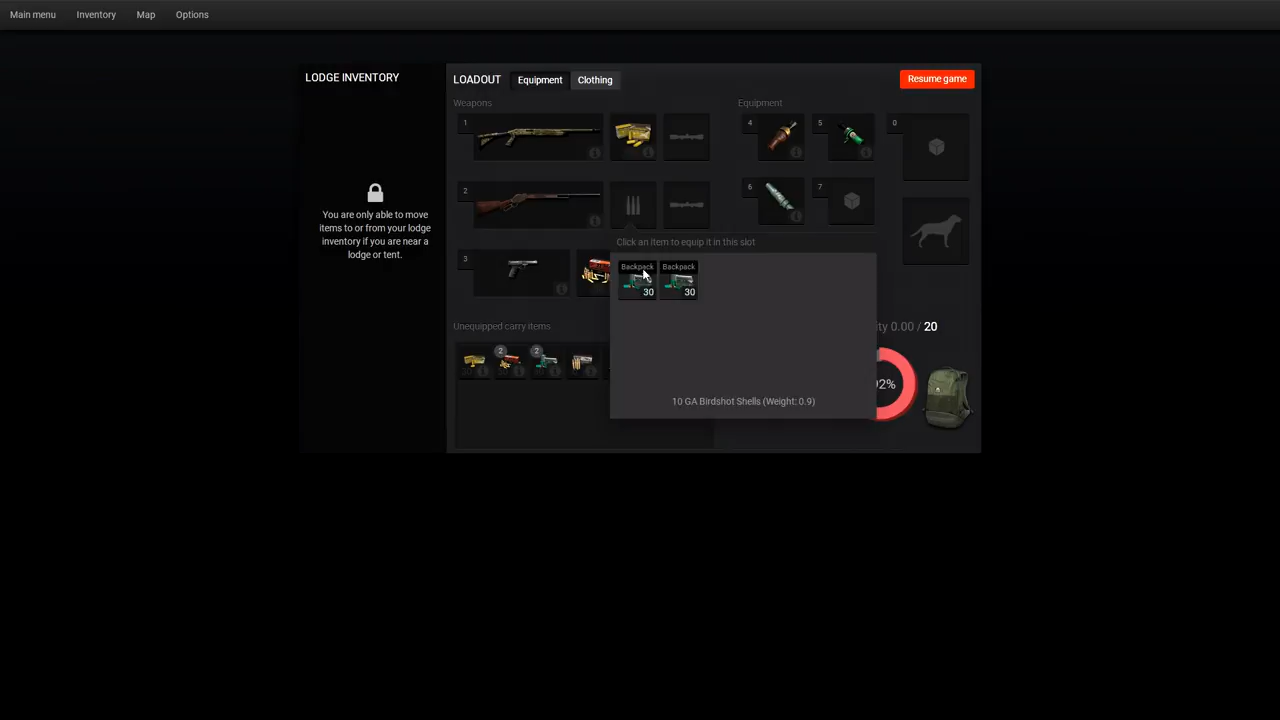 Main menu Inventory Map Options
LODGE INVENTORY
LOADOUT Equipment Clothing Resume game
Weapons Equipment
1 4 5 0
2 6 7
You are only able to move
items to or from your lodge
inventory if you are near a
lodge or tent.
Click an item to equip it in this slot
3
Backpack Backpack
30 30
Unequipped carry items
ity 0.00 / 20
2 2
92%
10 GA Birdshot Shells (Weight: 0.9)